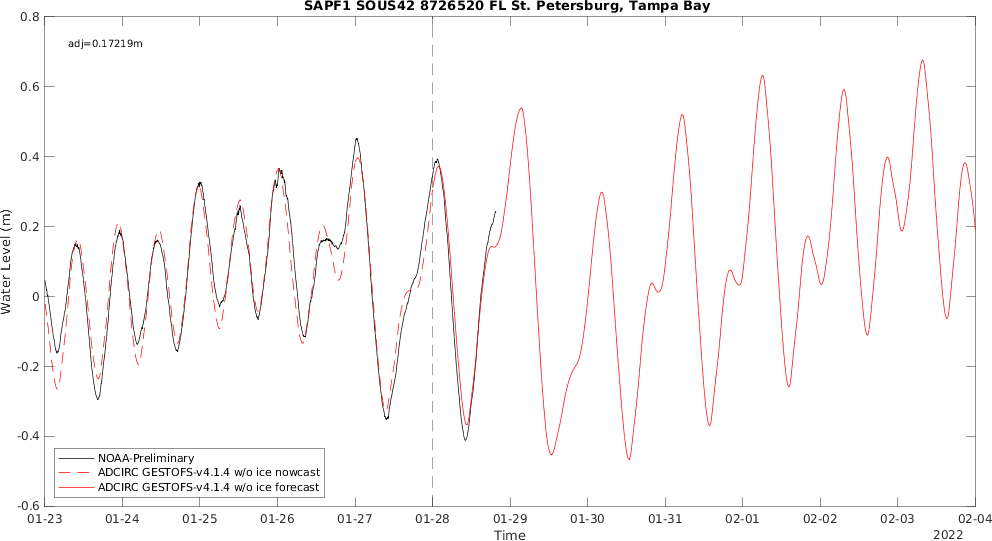 SAPF1 SOUS42 8726520 FL St. Petersburg, Tampa Bay
adj=0.17219m
0.8
0.6
0.4
0.2
0
-0.2
-0.4
-0.6
Water Level (m)
NOAA-Preliminary
ADCIRC GESTOFS-v4.1.4 w/o ice nowcast
ADCIRC GESTOFS-v4.1.4 w/o ice forecast
01-23 01-24 01-25 01-26 01-27 01-28 01-29 01-30 01-31 02-01 02-02 02-03 02-04
Time
2022